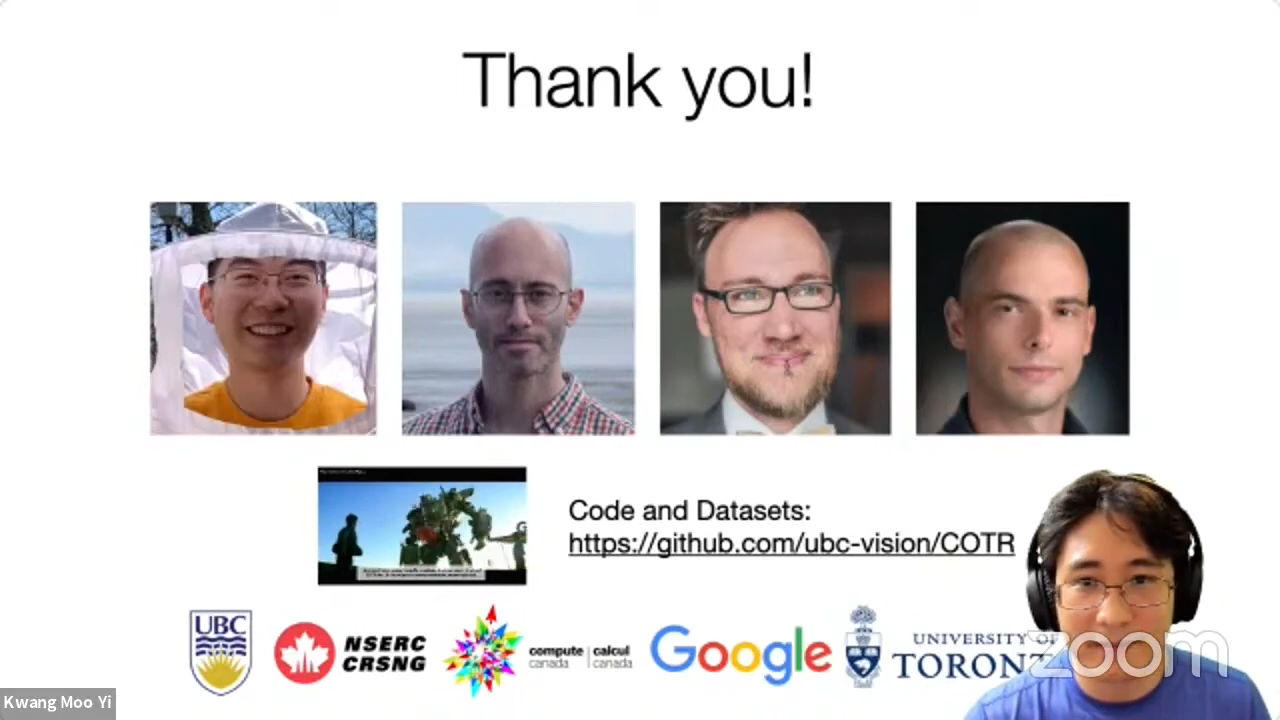 Thank you!
Code and Datasets:
https://github.com/ubc-vision/COTR
UBC
NSERC
CRSNG
compute | calcul
canada | canada
Google
UNIVERSITY OF
TORONT
zoom
Kwang Moo Yi